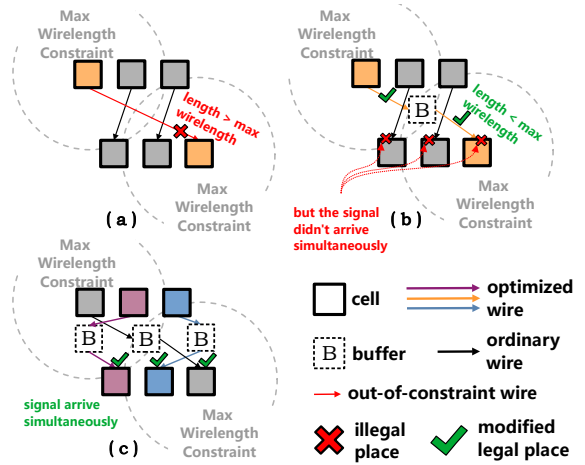 Max
Wirelength
Constraint
length > max
wirelength
Max
Wirelength
Constraint
(a)
Max
Wirelength
Constraint
B
length < max
wirelength
Max
Wirelength
Constraint
but the signal
didn't arrive
simultaneously
(b)
Max
Wirelength
Constraint
B
B
B
signal arrive
simultaneously
Max
Wirelength
Constraint
(c)
cell
optimized
wire
B
buffer
ordinary
wire
out-of-constraint wire
illegal
place
modified
legal place